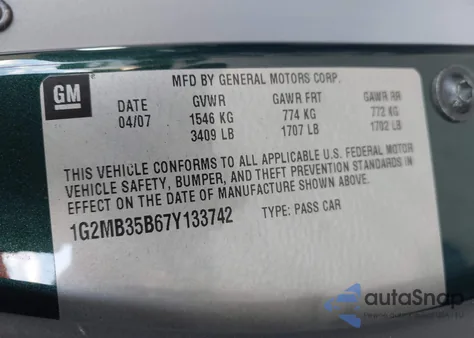 GM
MFD BY GENERAL MOTORS CORP.
DATE GVWR GAWR FRT GAWR RR
04/07 1546 KG 774 KG 772 KG
3409 LB 1707 LB 1702 LB
THIS VEHICLE CONFORMS TO ALL APPLICABLE U.S. FEDERAL MOTOR
VEHICLE SAFETY, BUMPER, AND THEFT PREVENTION STANDARDS IN
EFFECT ON THE DATE OF MANUFACTURE SHOWN ABOVE.
1G2MB35B67Y133742 TYPE: PASS CAR
autoSnap